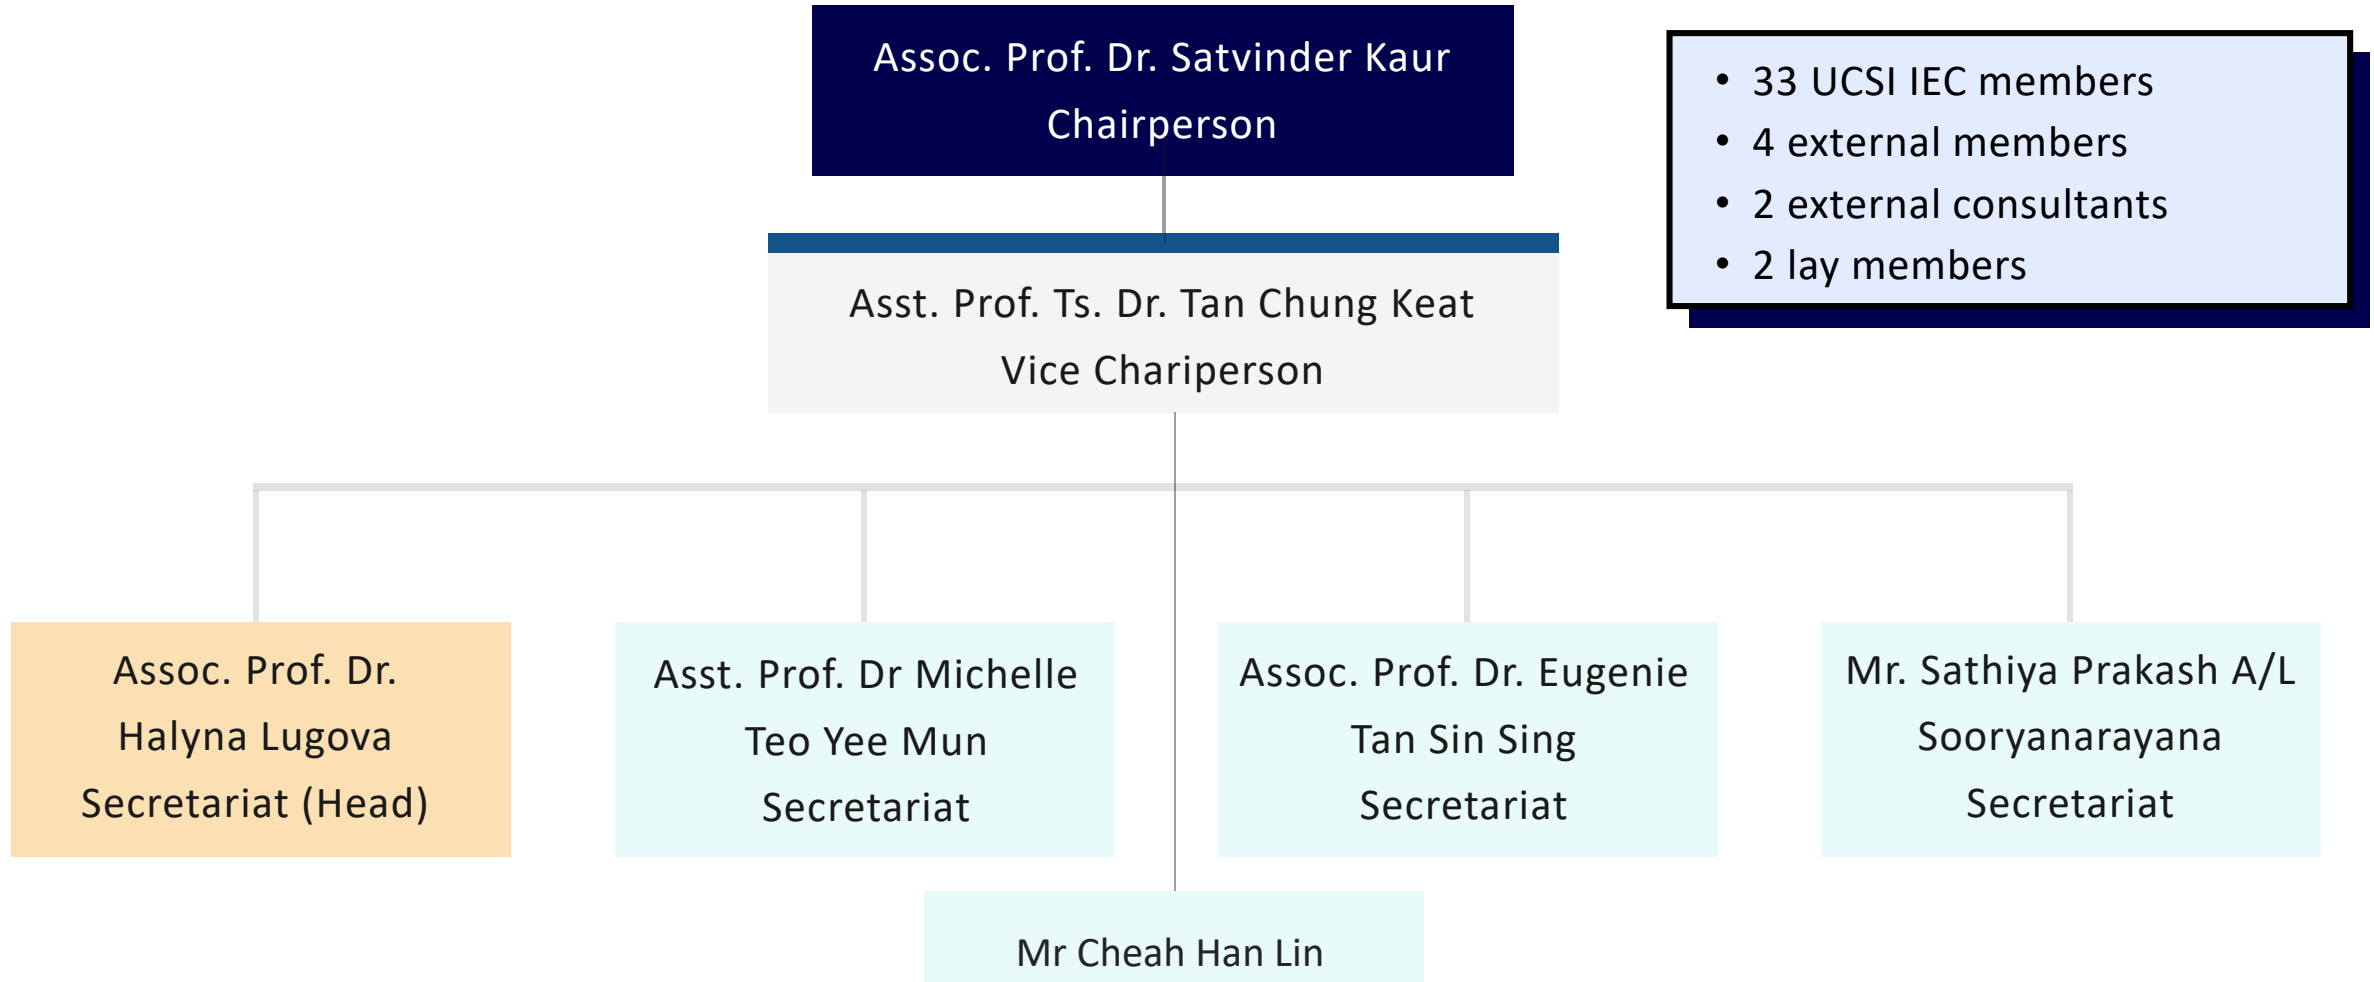 Assoc. Prof. Dr. Satvinder Kaur
Chairperson
• 33 UCSI IEC members
• 4 external members
• 2 external consultants
• 2 lay members
Asst. Prof. Ts. Dr. Tan Chung Keat
Vice Chariperson
Assoc. Prof. Dr.
Halyna Lugova
Secretariat (Head)
Asst. Prof. Dr Michelle
Teo Yee Mun
Secretariat
Assoc. Prof. Dr. Eugenie
Tan Sin Sing
Secretariat
Mr. Sathiya Prakash A/L
Sooryanarayana
Secretariat
Mr Cheah Han Lin